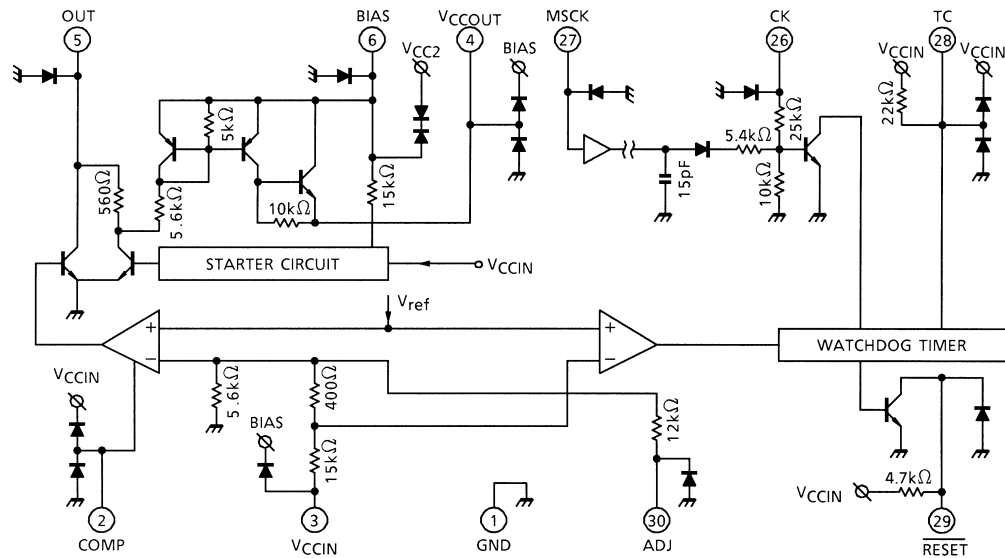 OUT
5
BIAS
6
VCCOUT
4
MSCK
27
CK
26
TC
28
VCC2
BIAS
VCCIN
VCCIN
5kΩ
22kΩ
25kΩ
5.4kΩ
15pF
10kΩ
560Ω
5.6kΩ
10kΩ
15kΩ
STARTER CIRCUIT
VCCIN
Vref
+
−
+
−
WATCHDOG TIMER
VCCIN
5.6kΩ
400Ω
BIAS
15kΩ
12kΩ
4.7kΩ
VCCIN
2
COMP
3
VCCIN
1
GND
30
ADJ
29
RESET